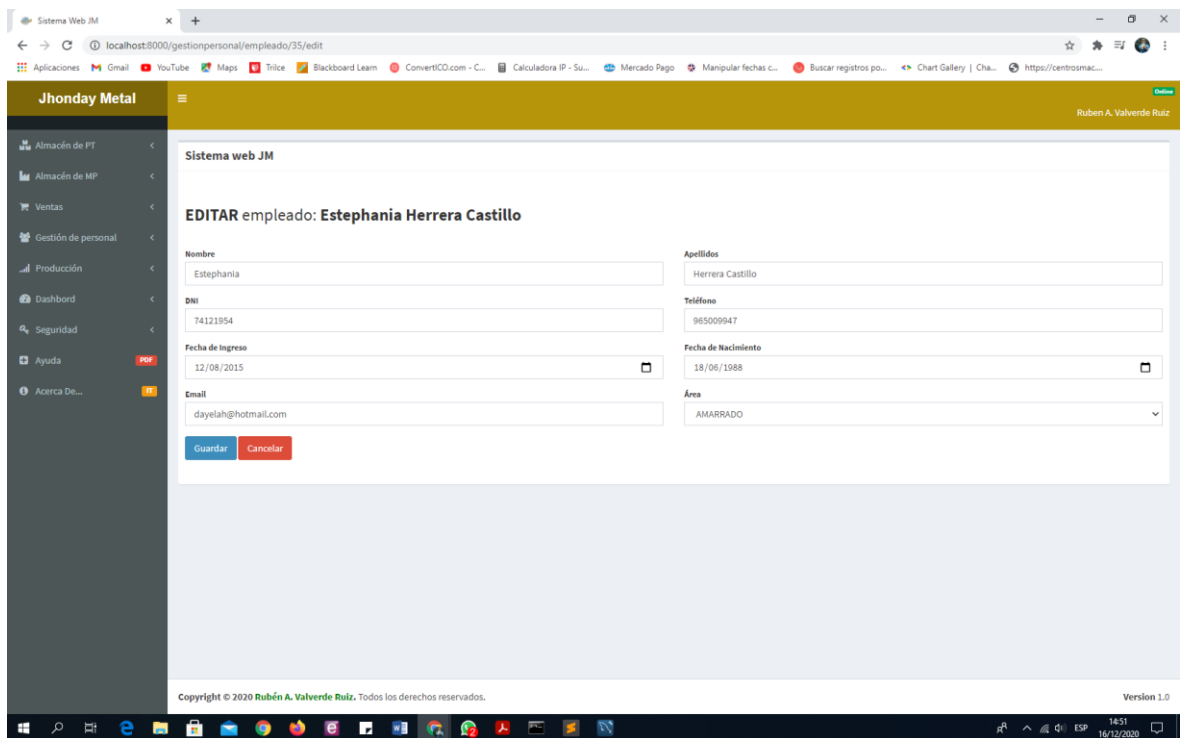 Sistema Web JM
localhost:8000/gestionpersonal/empleado/35/edit
Aplicaciones Gmail YouTube Maps Trilce Blackboard Learn ConvertICO.com - C... Calculadora IP - Su... Mercado Pago Manipular fechas c... Buscar registros po... Chart Gallery | Cha... https://centrosmac....
Jhonday Metal
Online
Ruben A. Valverde Ruiz
Almacén de PT
Almacén de MP
Ventas
Gestión de personal
Producción
Dashbord
Seguridad
Ayuda PDF
Acerca De... IT
Sistema web JM
EDITAR empleado: Estephania Herrera Castillo
Nombre Apellidos
Estephania Herrera Castillo
DNI Teléfono
74121954 965009947
Fecha de Ingreso Fecha de Nacimiento
12/08/2015 18/06/1988
Email Área
dayelah@hotmail.com AMARRADO
Guardar Cancelar
Copyright © 2020 Rubén A. Valverde Ruiz. Todos los derechos reservados. Version 1.0
ESP 14:51
16/12/2020